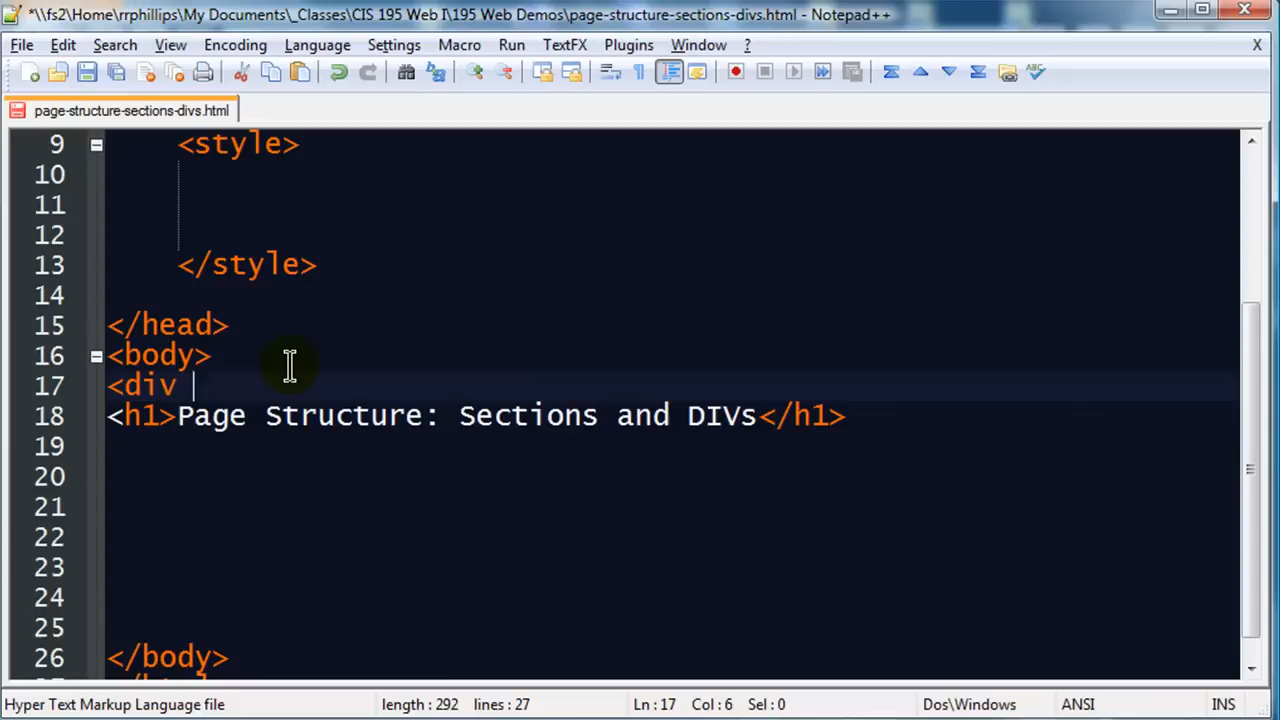 *\\fs2\Home\rrphillips\My Documents\_Classes\CIS 195 Web I\195 Web Demos\page-structure-sections-divs.html - Notepad++
File Edit Search View Encoding Language Settings Macro Run TextFX Plugins Window ? X
page-structure-sections-divs.html
9 <style>
10
11
12
13 </style>
14
15 </head>
16 <body>
17 <div
18 <h1>Page Structure: Sections and DIVs</h1>
19
20
21
22
23
24
25
26 </body>
Hyper Text Markup Language file length : 292 lines : 27 Ln : 17 Col : 6 Sel : 0 Dos\Windows ANSI INS